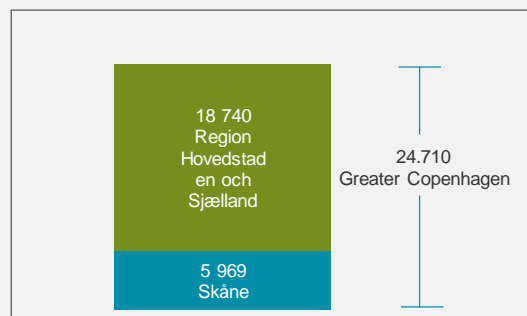 18 740
Region
Hovedstad
en och
Sjælland
24.710
Greater Copenhagen
5 969
Skåne